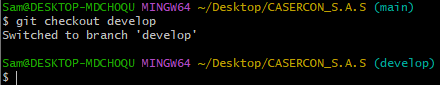 Sam@DESKTOP-MDCHOQU MINGW64 ~/Desktop/CASERCON_S.A.S (main)
$ git checkout develop
Switched to branch 'develop'
Sam@DESKTOP-MDCHOQU MINGW64 ~/Desktop/CASERCON_S.A.S (develop)
$